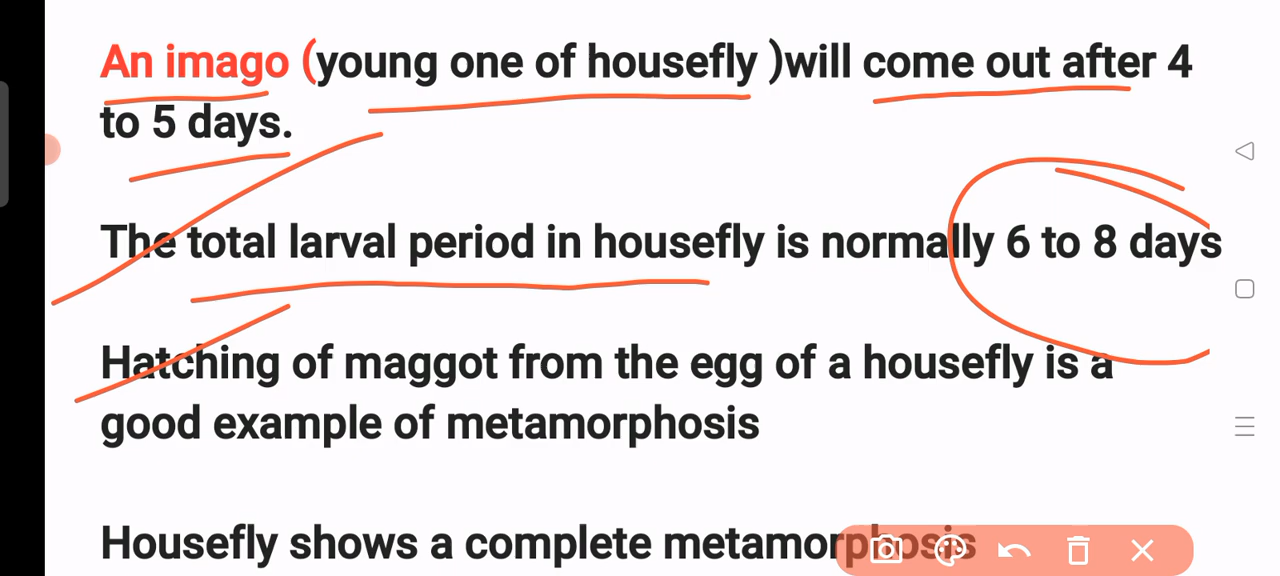 An imago (young one of housefly )will come out after 4
to 5 days.
The total larval period in housefly is normally 6 to 8 days
Hatching of maggot from the egg of a housefly is a
good example of metamorphosis
Housefly shows a complete metamorphosis